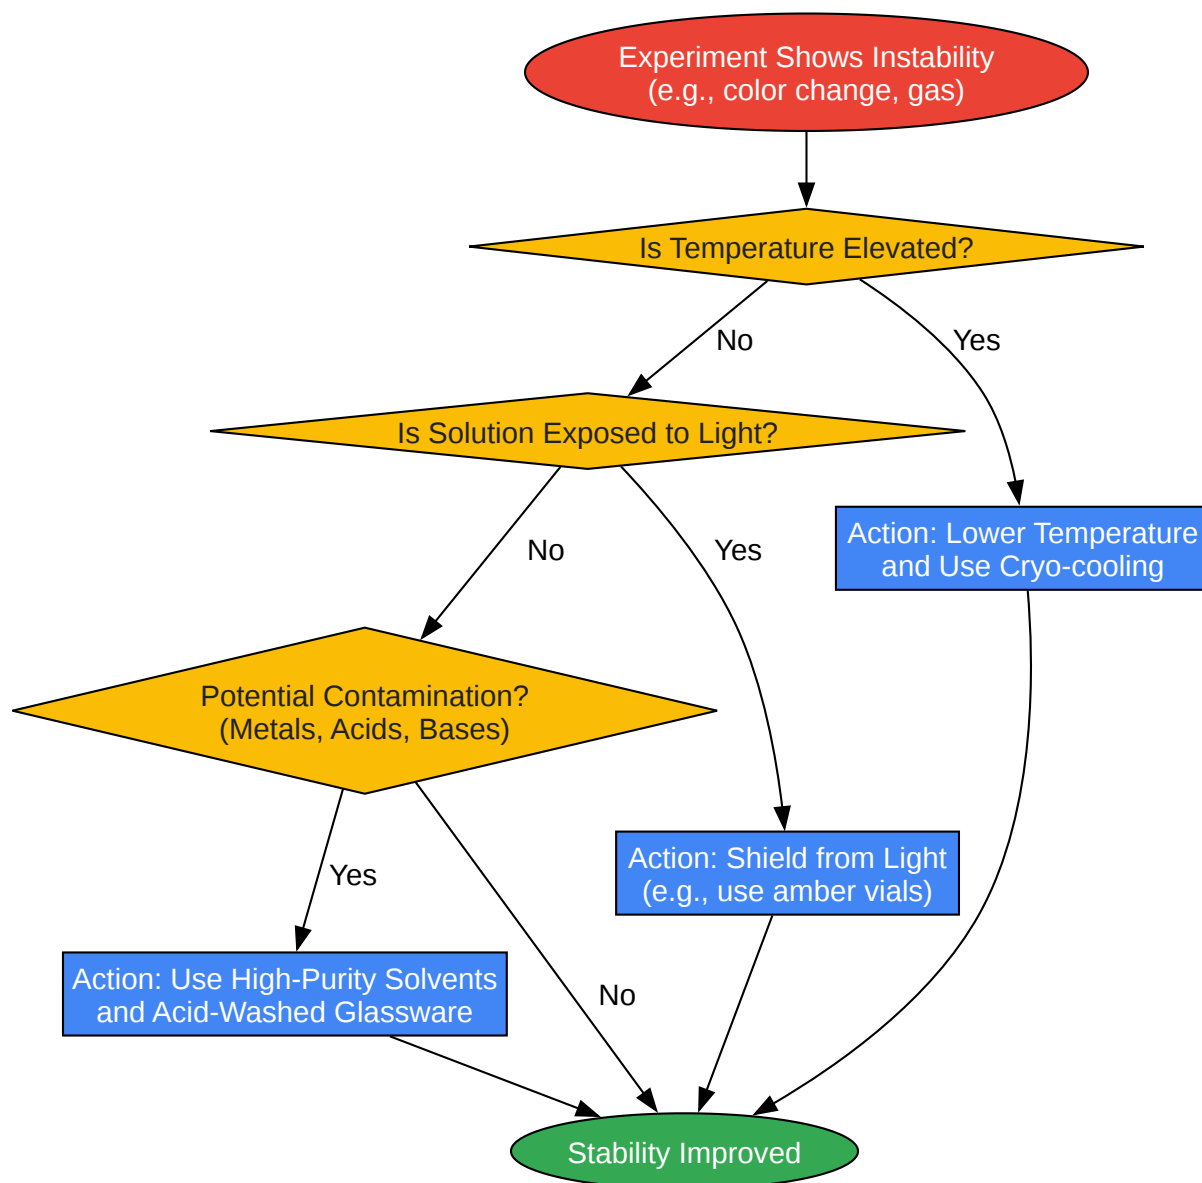 Experiment Shows Instability
(e.g., color change, gas)
Is Temperature Elevated?
No
Yes
Is Solution Exposed to Light?
Action: Lower Temperature
and Use Cryo-cooling
No
Yes
Potential Contamination?
(Metals, Acids, Bases)
Action: Shield from Light
(e.g., use amber vials)
Yes
No
Action: Use High-Purity Solvents
and Acid-Washed Glassware
Stability Improved